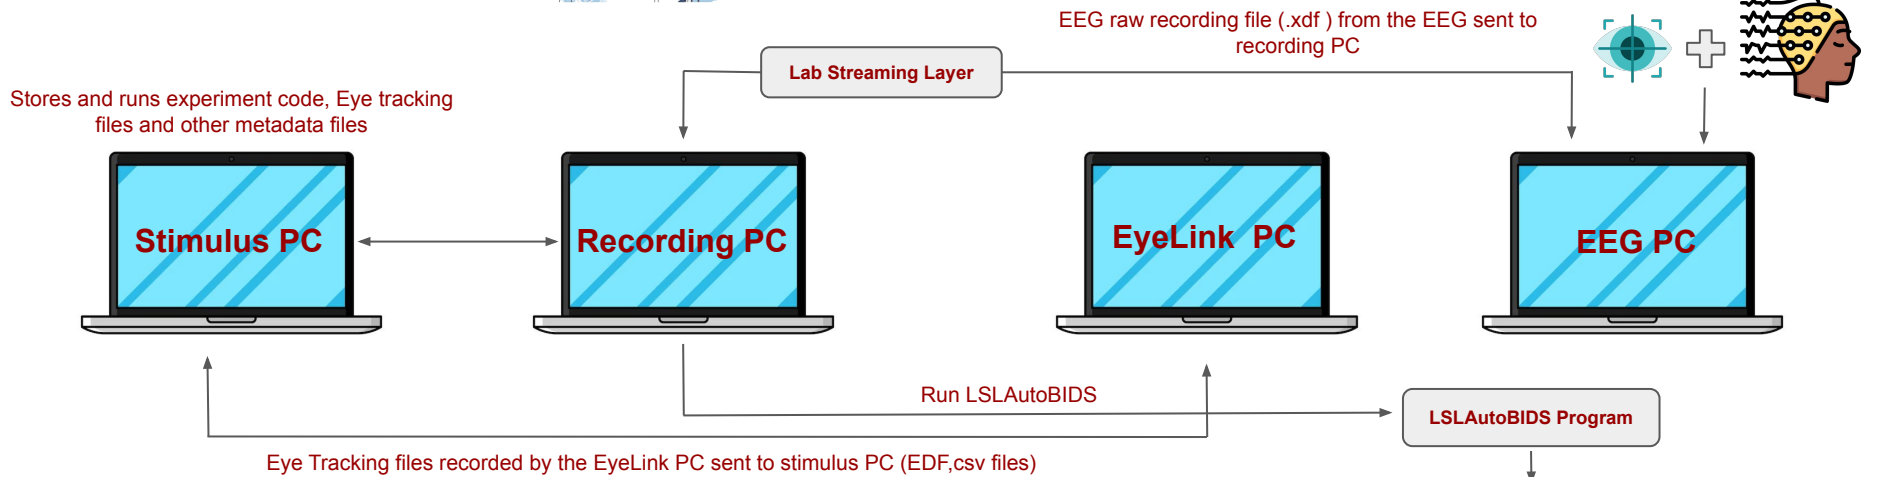 EEG raw recording file (.xdf ) from the EEG sent to
recording PC
Lab Streaming Layer
Stores and runs experiment code, Eye tracking
files and other metadata files
Stimulus PC
Recording PC
EyeLink  PC
EEG PC
Run LSLAutoBIDS
LSLAutoBIDS Program
Eye Tracking files recorded by the EyeLink PC sent to stimulus PC (EDF,csv files)